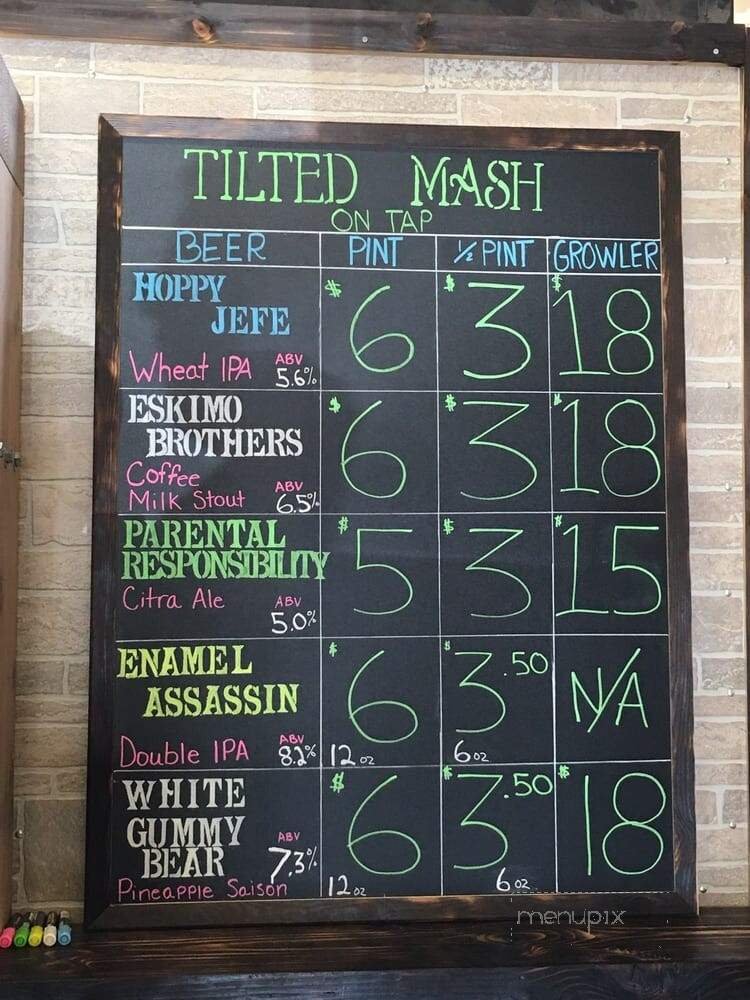 TILTED MASH
ON TAP
BEER PINT ½ PINT GROWLER
HOPPY
JEFE
Wheat IPA ABV 5.6%
$6 $3 $18
ESKIMO
BROTHERS
Coffee
Milk Stout ABV 6.5%
$6 $3 $18
PARENTAL
RESPONSIBILITY
Citra Ale ABV 5.0%
$5 $3 $15
ENAMEL
ASSASSIN
Double IPA ABV 8.2%
$6 12oz $3.50 6oz N/A
WHITE
GUMMY
BEAR ABV 7.3%
Pineapple Saison
$6 12oz $3.50 6oz $18
menupix